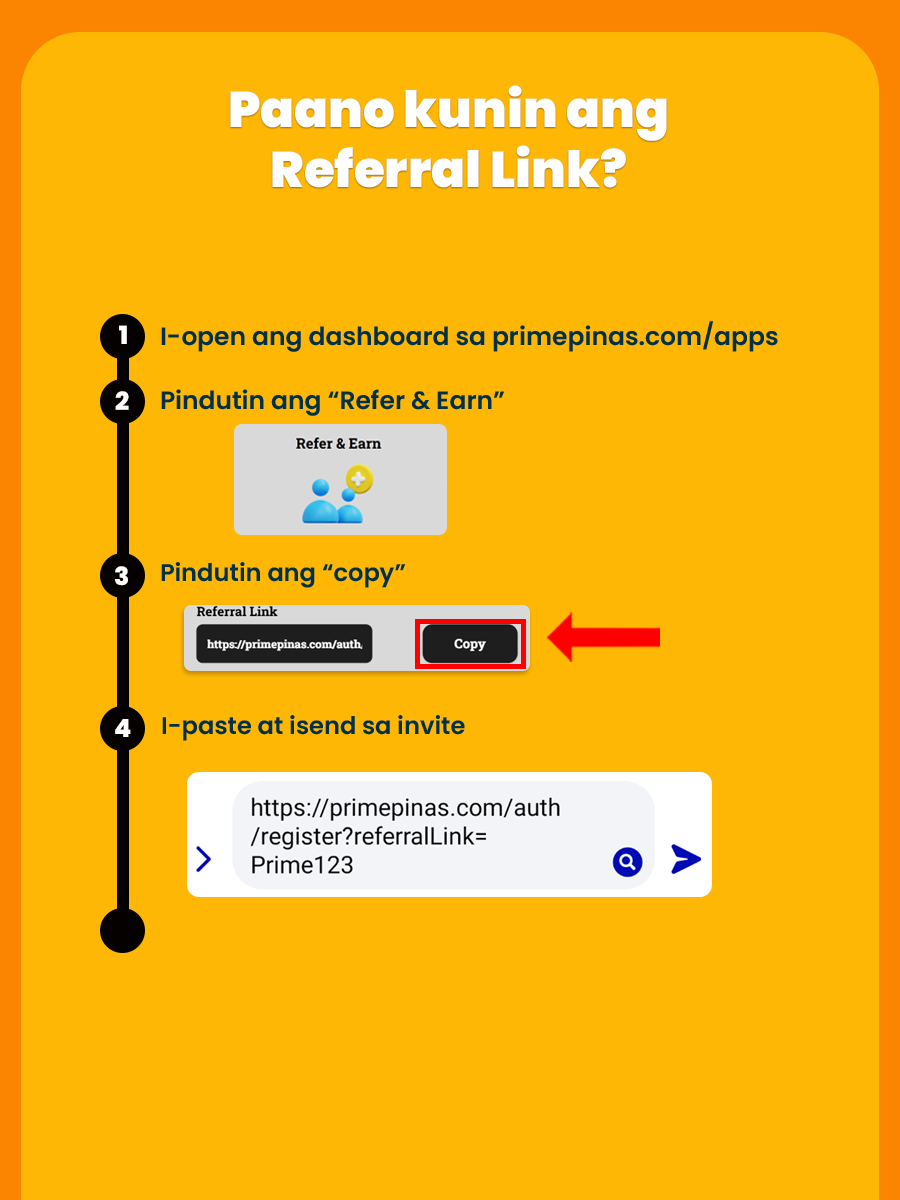 Paano kunin ang
Referral Link?
1
I-open ang dashboard sa primepinas.com/apps
2
Pindutin ang “Refer & Earn”
Refer & Earn
3
Pindutin ang “copy”
Referral Link
https://primepinas.com/auth,
Copy
4
I-paste at isend sa invite
https://primepinas.com/auth
/register?referralLink=
Prime123